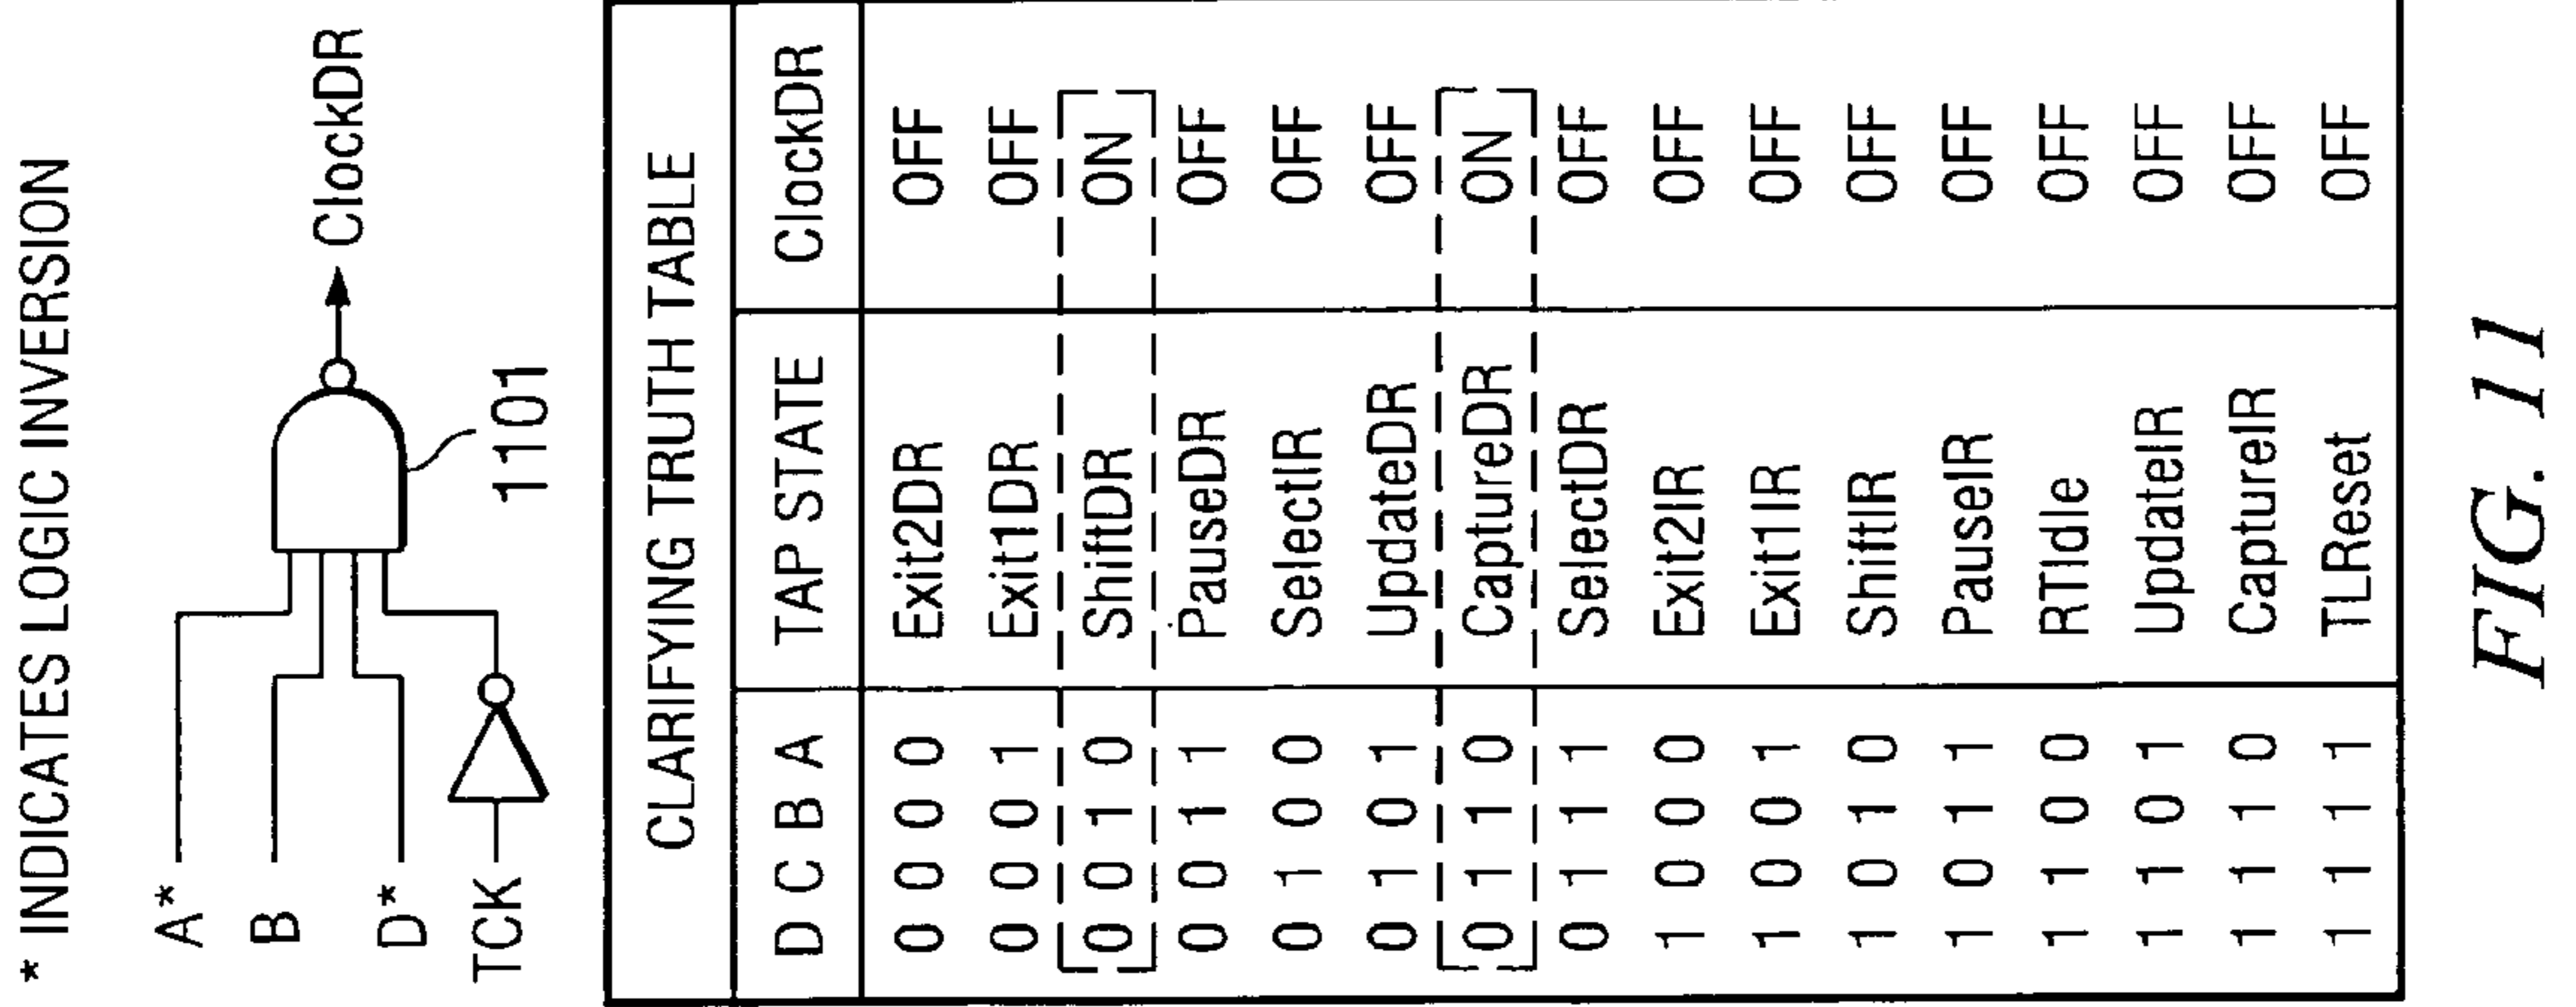 * INDICATES LOGIC INVERSION
A*
B
D*
TCK
ClockDR
1101
CLARIFYING TRUTH TABLE
D C B A TAP STATE ClockDR
0 0 0 0 Exit2DR OFF
0 0 0 1 Exit1DR OFF
0 0 1 0 ShiftDR ON
0 0 1 1 PauseDR OFF
0 1 0 0 SelectIR OFF
0 1 0 1 UpdateDR OFF
0 1 1 0 CaptureDR ON
0 1 1 1 SelectDR OFF
1 0 0 0 Exit2IR OFF
1 0 0 1 Exit1IR OFF
1 0 1 0 ShiftIR OFF
1 0 1 1 PauseIR OFF
1 1 0 0 RTIdle OFF
1 1 0 1 UpdateIR OFF
1 1 1 0 CaptureIR OFF
1 1 1 1 TLReset OFF
FIG. 11